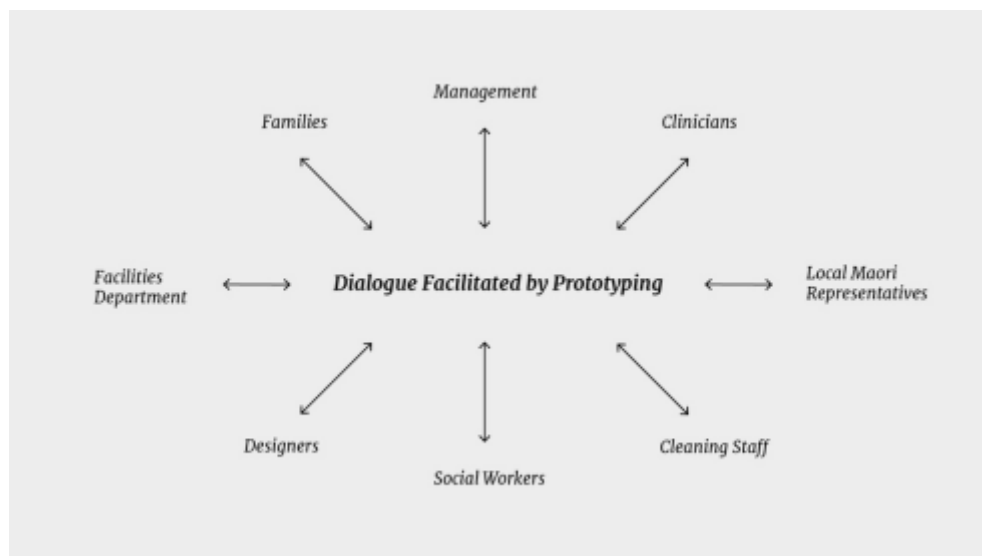 Management
Families
Clinicians
Facilities
Department
Dialogue Facilitated by Prototyping
Local Maori
Representatives
Designers
Cleaning Staff
Social Workers